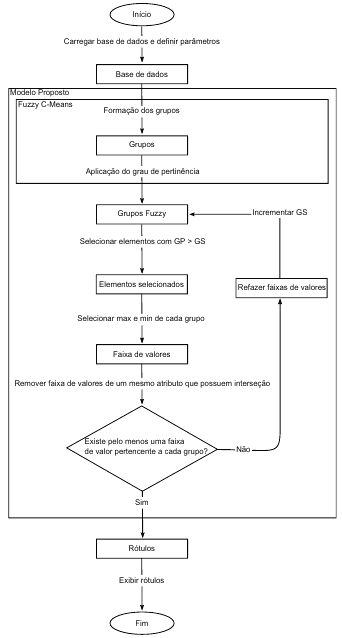 Início
Carregar base de dados e definir parâmetros
Base de dados
Modelo Proposto
Fuzzy C-Means
Formação dos grupos
Grupos
Aplicação do grau de pertinência
Grupos Fuzzy
Incrementar GS
Selecionar elementos com GP > GS
Elementos selecionados
Refazer faixas de valores
Selecionar max e min de cada grupo
Faixa de valores
Remover faixa de valores de um mesmo atributo que possuem interseção
Existe pelo menos uma faixa
de valor pertencente a cada grupo?
Não
Sim
Rótulos
Exibir rótulos
Fim